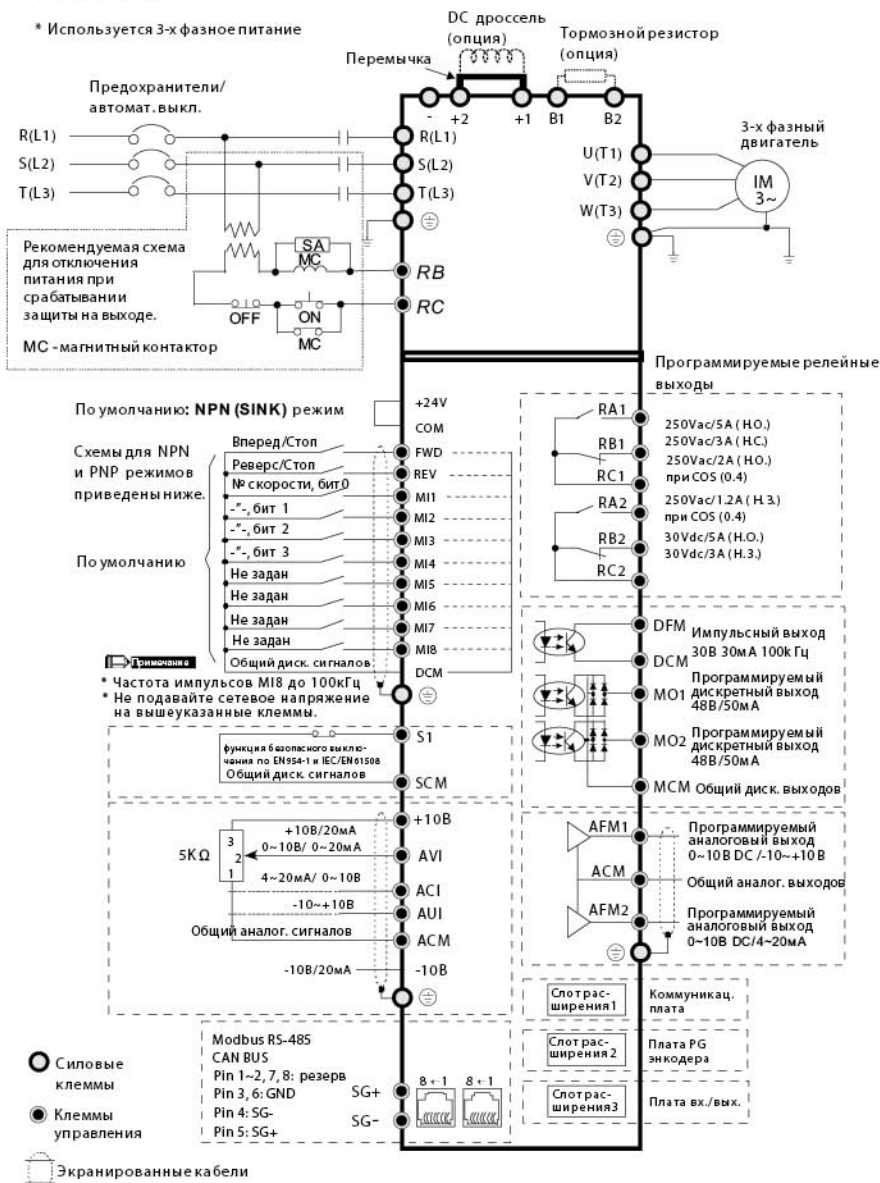 * Используется 3-х фазное питание
DC дроссель
(опция)
Тормозной резистор
(опция)
Перемычка
Предохранители/
автомат. выкл.
- +2 +1 B1 B2
R(L1)
S(L2)
T(L3)
R(L1)
S(L2)
T(L3)
U(T1)
V(T2)
W(T3)
3-х фазный
двигатель
IM
3~
Рекомендуемая схема
для отключения
питания при
срабатывании
защиты на выходе.
МС - магнитный контактор
SA
MC
OFF
ON
MC
RB
RC
По умолчанию: NPN (SINK) режим
Схемы для NPN
и PNP режимов
приведены ниже.
По умолчанию
Вперед/Стоп
Реверс/Стоп
№ скорости, бит 0
-"-, бит 1
-"-, бит 2
-"-, бит 3
Не задан
Не задан
Не задан
Не задан
Общий диск. сигналов
+24V
COM
FWD
REV
MI1
MI2
MI3
MI4
MI5
MI6
MI7
MI8
DCM
Примечание
* Частота импульсов MI8 до 100кГц
* Не подавайте сетевое напряжение
на вышеуказанные клеммы.
Программируемые релейные
выходы
RA1
RB1
RC1
RA2
RB2
RC2
250Vac/5A ( Н.О.)
250Vac/3A ( Н.С.)
250Vac/2A ( Н.О.)
при COS (0.4)
250Vac/1.2A ( Н.З.)
при COS (0.4)
30Vdc/5A ( Н.О.)
30Vdc/3A ( Н.З.)
DFM
DCM
MO1
MO2
MCM
Импульсный выход
30В 30мА 100k Гц
Программируемый
дискретный выход
48В/50мА
Программируемый
дискретный выход
48В/50мА
Общий диск. выходов
функция безопасного выклю-
чения по EN954-1 и IEC/EN61508
Общий диск. сигналов
S1
SCM
5KΩ
3
2
1
+10В/20мА
0~10В/ 0~20мА
4~20мА/ 0~10В
-10~+10В
Общий аналог. сигналов
-10В/20мА
+10В
AVI
ACI
AUI
ACM
-10В
AFM1
ACM
AFM2
Программируемый
аналоговый выход
0~10В DC /-10~+10В
Общий аналог. выходов
Программируемый
аналоговый выход
0~10В DC/4~20мА
Слот рас-
ширения 1
Коммуникац.
плата
Слот рас-
ширения 2
Плата PG
энкодера
Слот рас-
ширения3
Плата вх./вых.
Modbus RS-485
CAN BUS
Pin 1~2, 7, 8: резерв
Pin 3, 6: GND
Pin 4: SG-
Pin 5: SG+
SG+
SG-
8←1
8←1
Силовые
клеммы
Клеммы
управления
Экранированные кабели